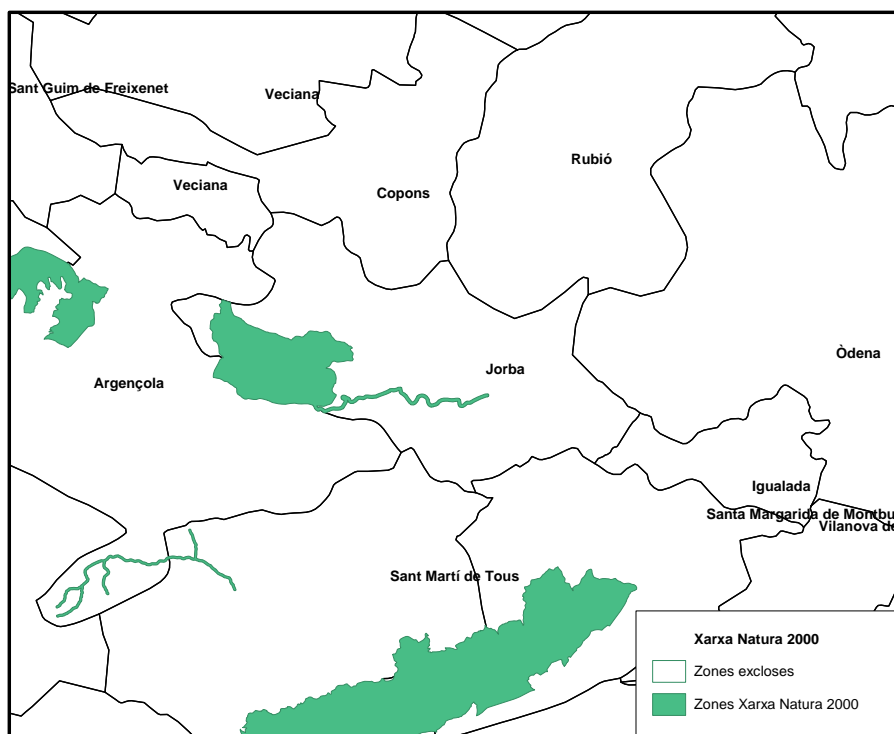 Sant Guim de Freixenet
Veciana
Rubió
Veciana
Copons
Òdena
Jorba
Argençola
Igualada
Santa Margarida de Montbu
Vilanova de
Sant Martí de Tous
Xarxa Natura 2000
Zones excloses
Zones Xarxa Natura 2000